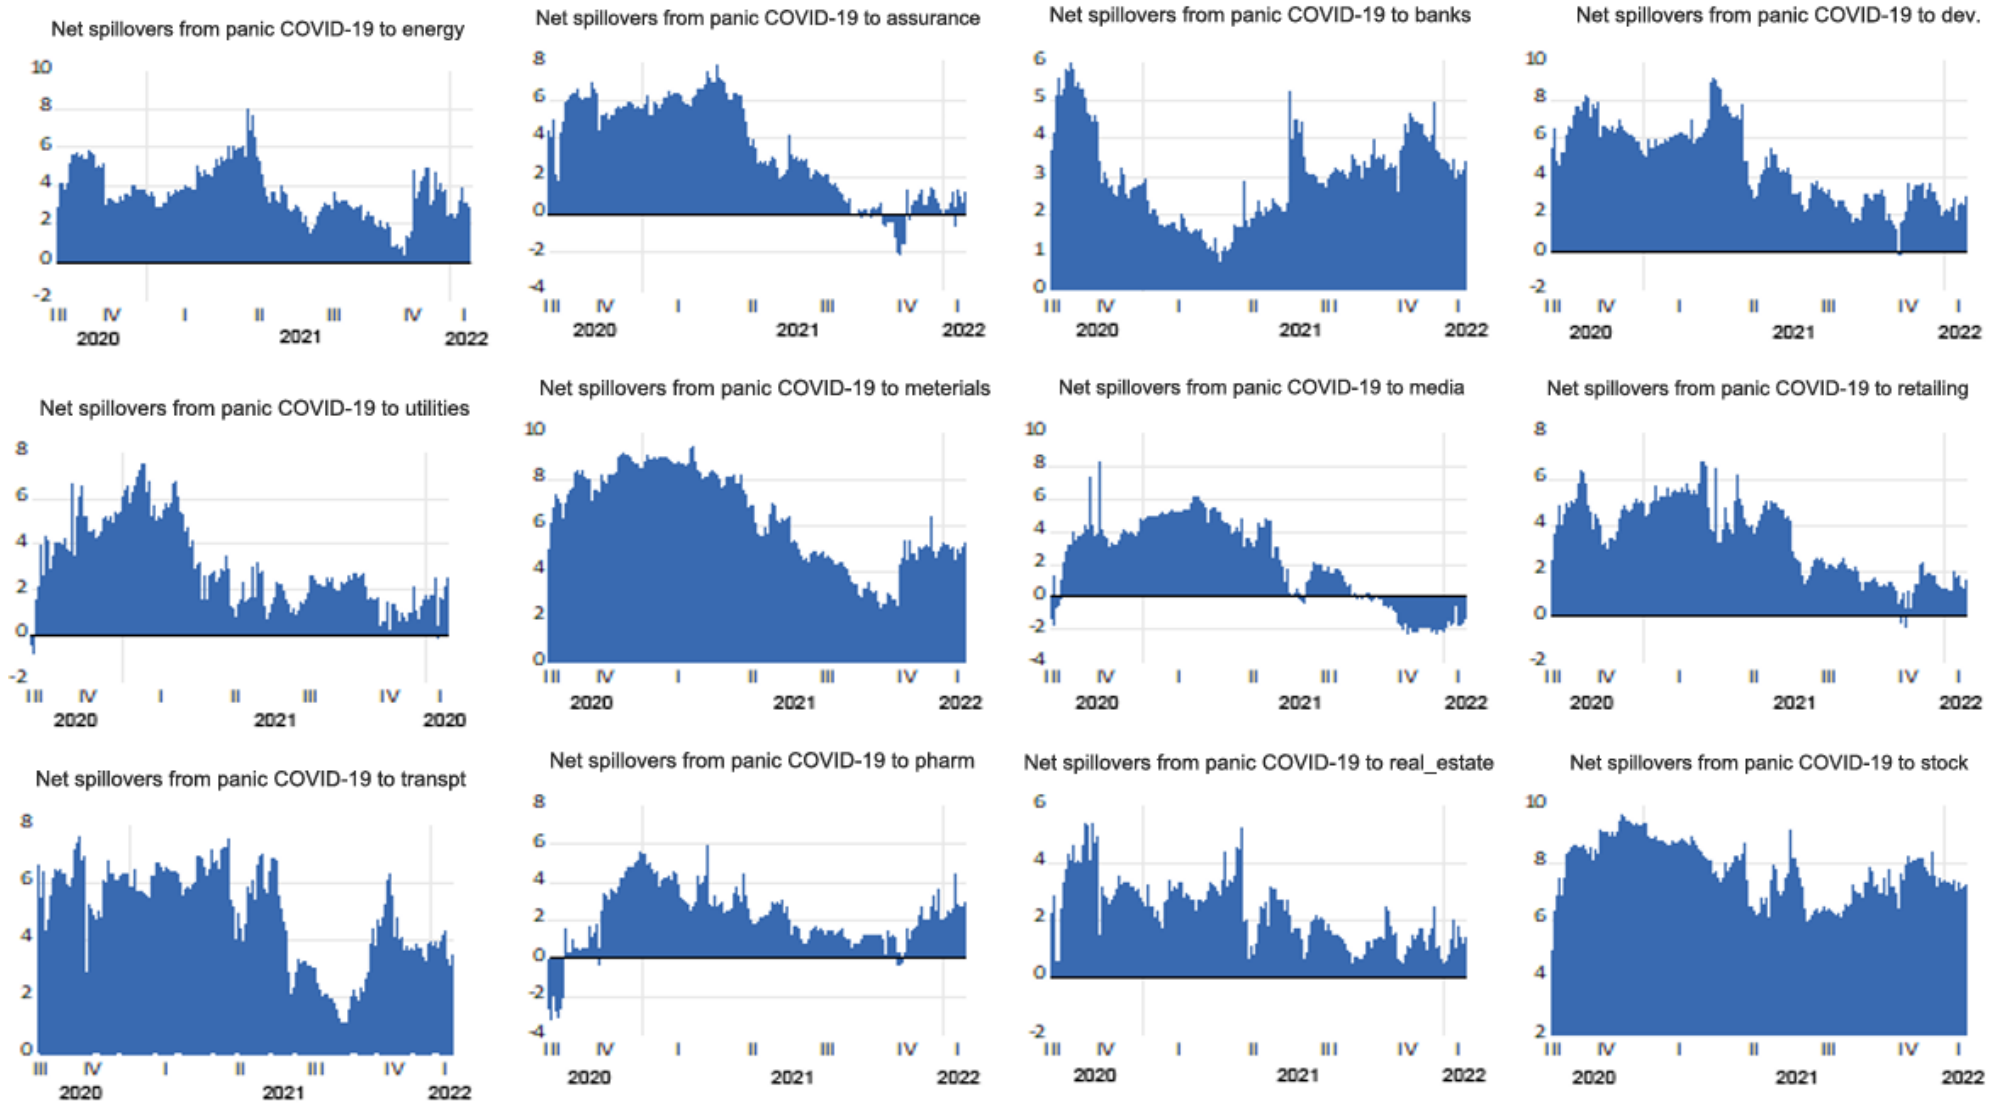 Net spillovers from panic COVID-19 to energy
10
8
6
4
2
0
-2
III IV I II III IV I
2020 2021 2022
Net spillovers from panic COVID-19 to assurance
8
6
4
2
0
-2
-4
III IV I II III IV I
2020 2021 2022
Net spillovers from panic COVID-19 to banks
6
5
4
3
2
1
0
III IV I II III IV I
2020 2021 2022
Net spillovers from panic COVID-19 to dev.
10
8
6
4
2
0
-2
III IV I II III IV I
2020 2021 2022
Net spillovers from panic COVID-19 to utilities
8
6
4
2
0
-2
III IV I II III IV I
2020 2021 2020
Net spillovers from panic COVID-19 to meterials
10
8
6
4
2
0
III IV I II III IV I
2020 2021 2022
Net spillovers from panic COVID-19 to media
10
8
6
4
2
0
-2
-4
III IV I II III IV I
2020 2021 2022
Net spillovers from panic COVID-19 to retailing
8
6
4
2
0
-2
III IV I II III IV I
2020 2021 2022
Net spillovers from panic COVID-19 to transpt
8
6
4
2
0
III IV I II III IV I
2020 2021 2022
Net spillovers from panic COVID-19 to pharm
8
6
4
2
0
-2
-4
III IV I II III IV I
2020 2021 2022
Net spillovers from panic COVID-19 to real_estate
6
4
2
0
-2
III IV I II III IV I
2020 2021 2022
Net spillovers from panic COVID-19 to stock
10
8
6
4
2
III IV I II III IV I
2020 2021 2022